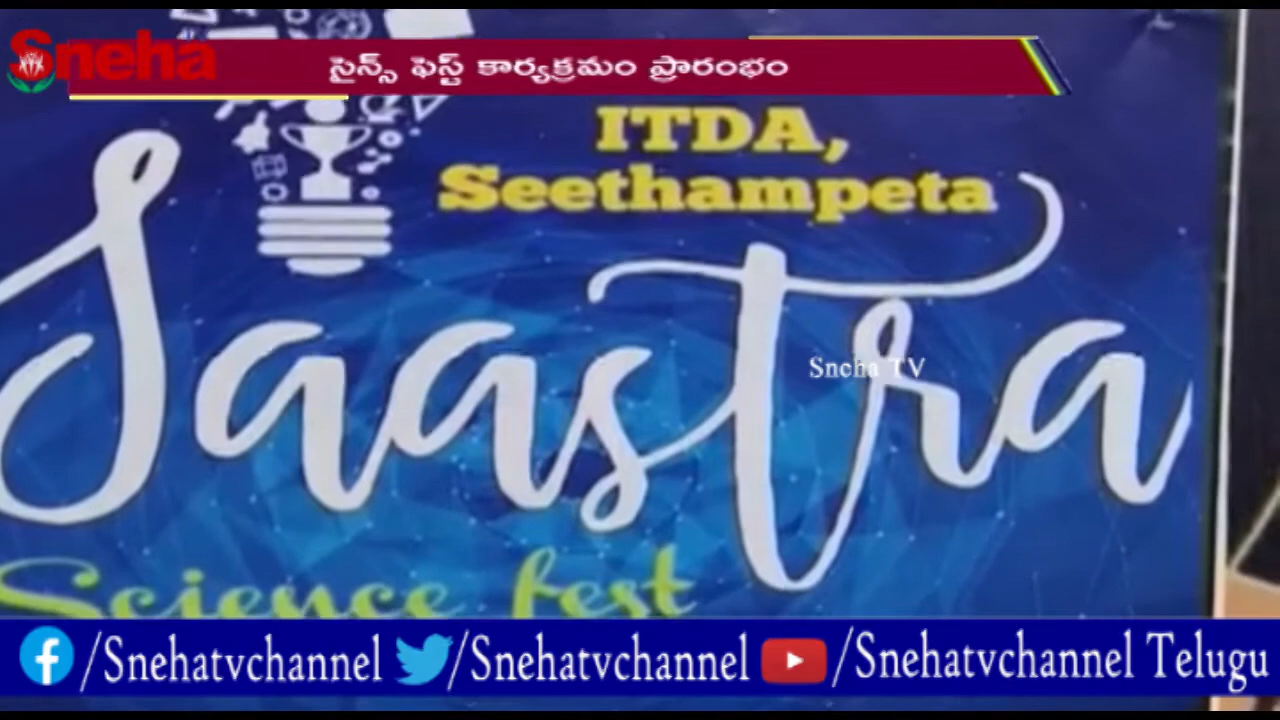 Sneha
సైన్స్ ఫెస్ట్ కార్యక్రమం ప్రారంభం
ITDA,
Seethampeta
Saastra
Sneha TV
Science fest
/Snehatvchannel /Snehatvchannel /Snehatvchannel Telugu